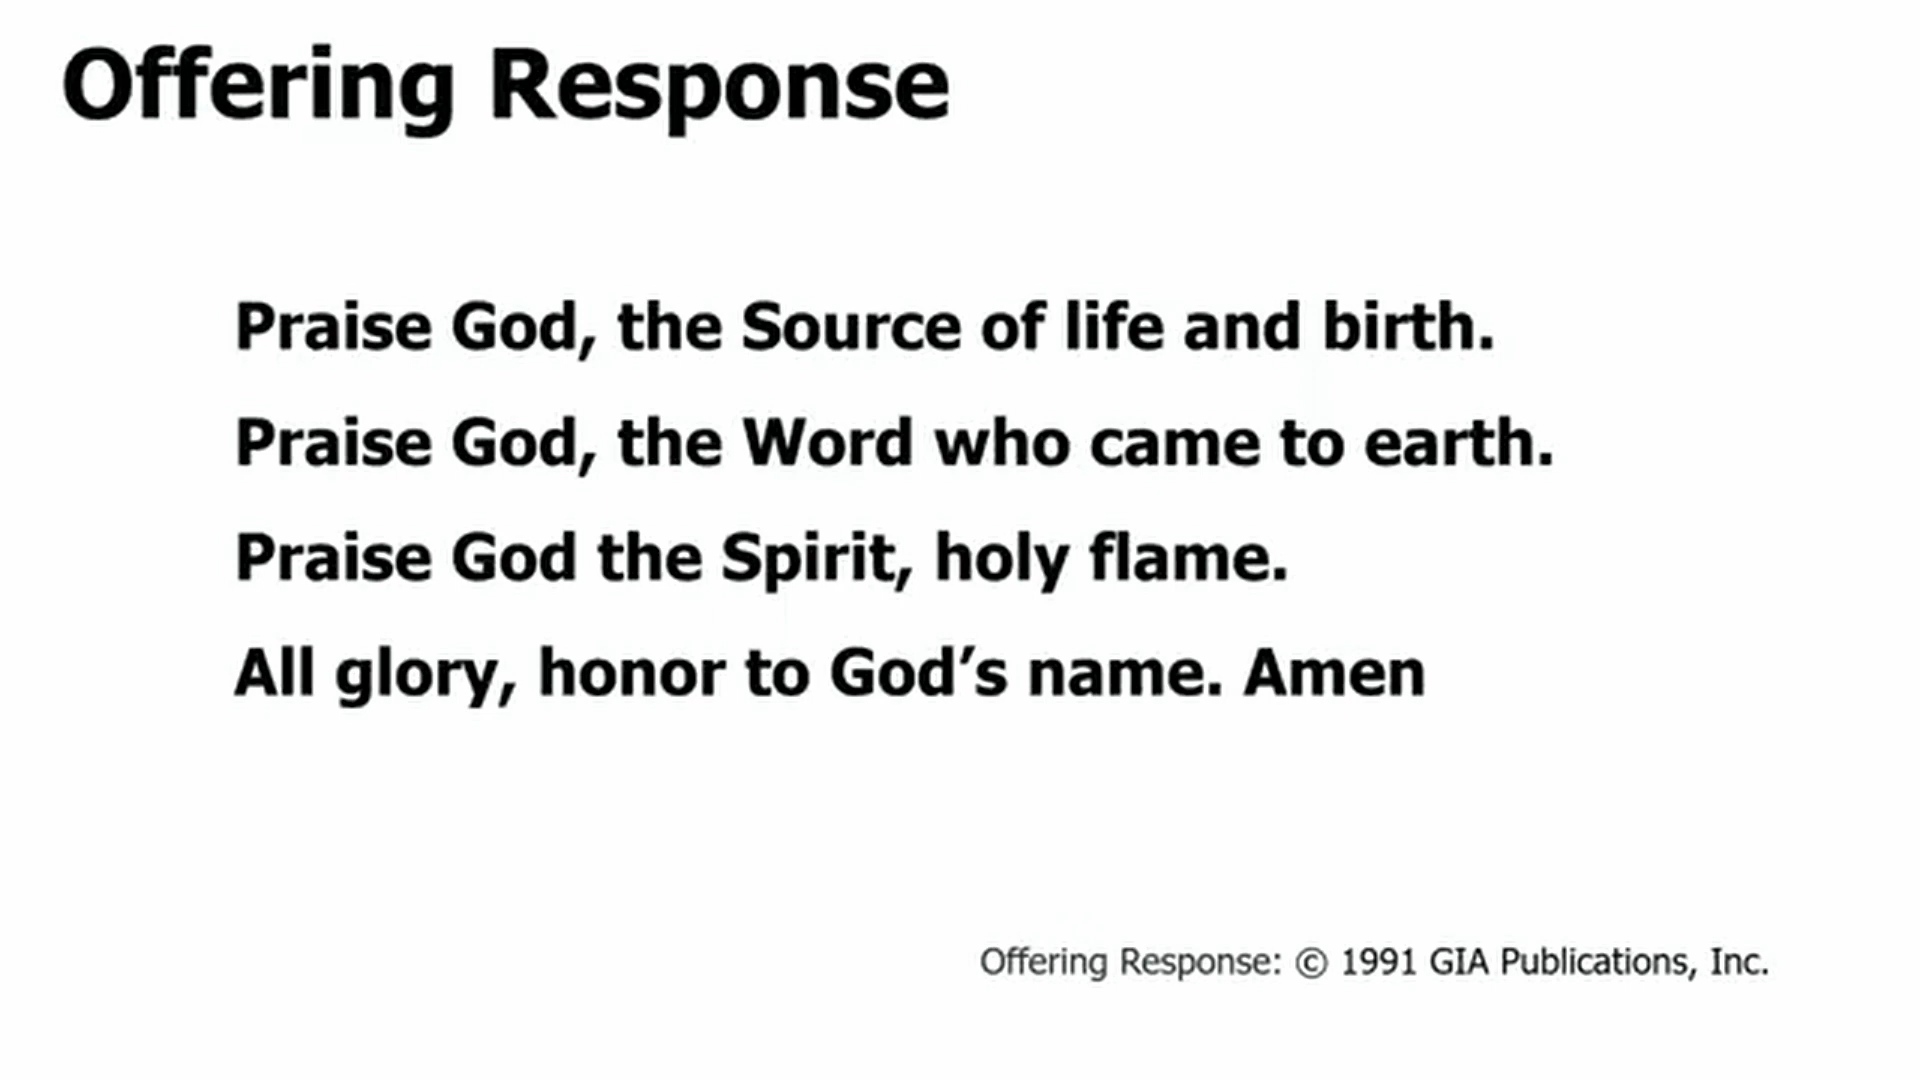 Offering Response
Praise God, the Source of life and birth.
Praise God, the Word who came to earth.
Praise God the Spirit, holy flame.
All glory, honor to God’s name. Amen
Offering Response: © 1991 GIA Publications, Inc.